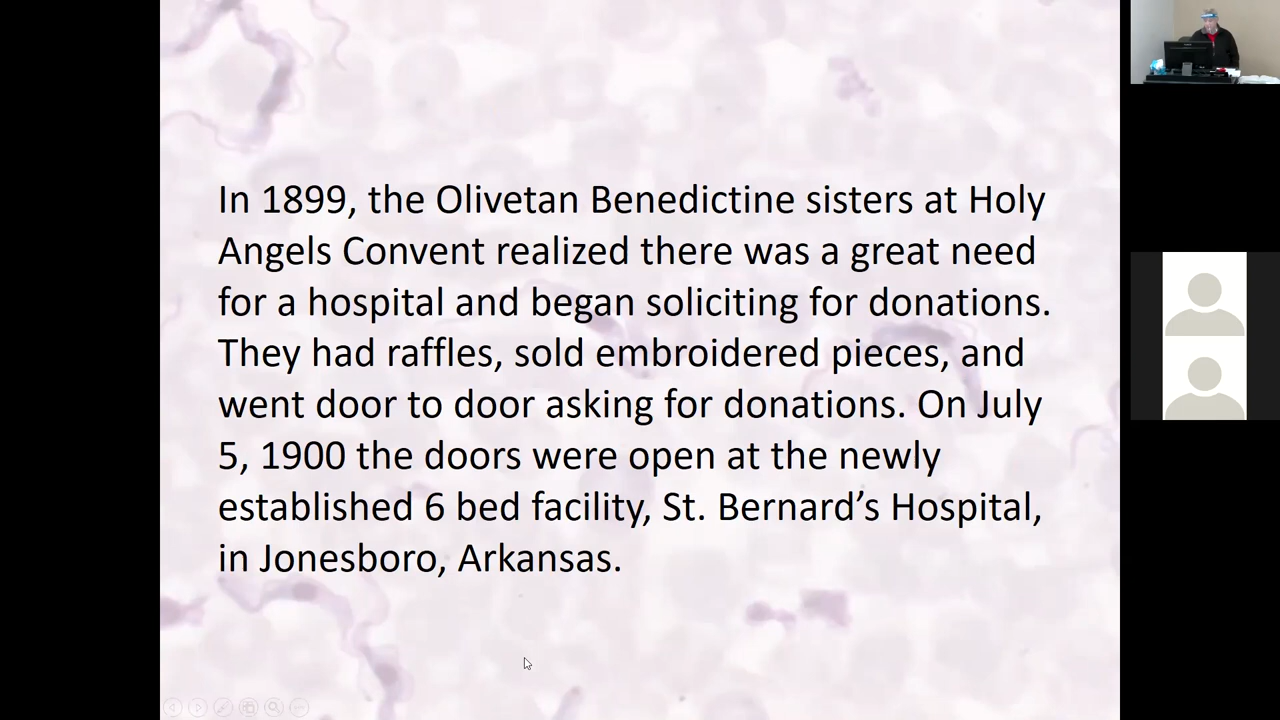 In 1899, the Olivetan Benedictine sisters at Holy
Angels Convent realized there was a great need
for a hospital and began soliciting for donations.
They had raffles, sold embroidered pieces, and
went door to door asking for donations. On July
5, 1900 the doors were open at the newly
established 6 bed facility, St. Bernard’s Hospital,
in Jonesboro, Arkansas.